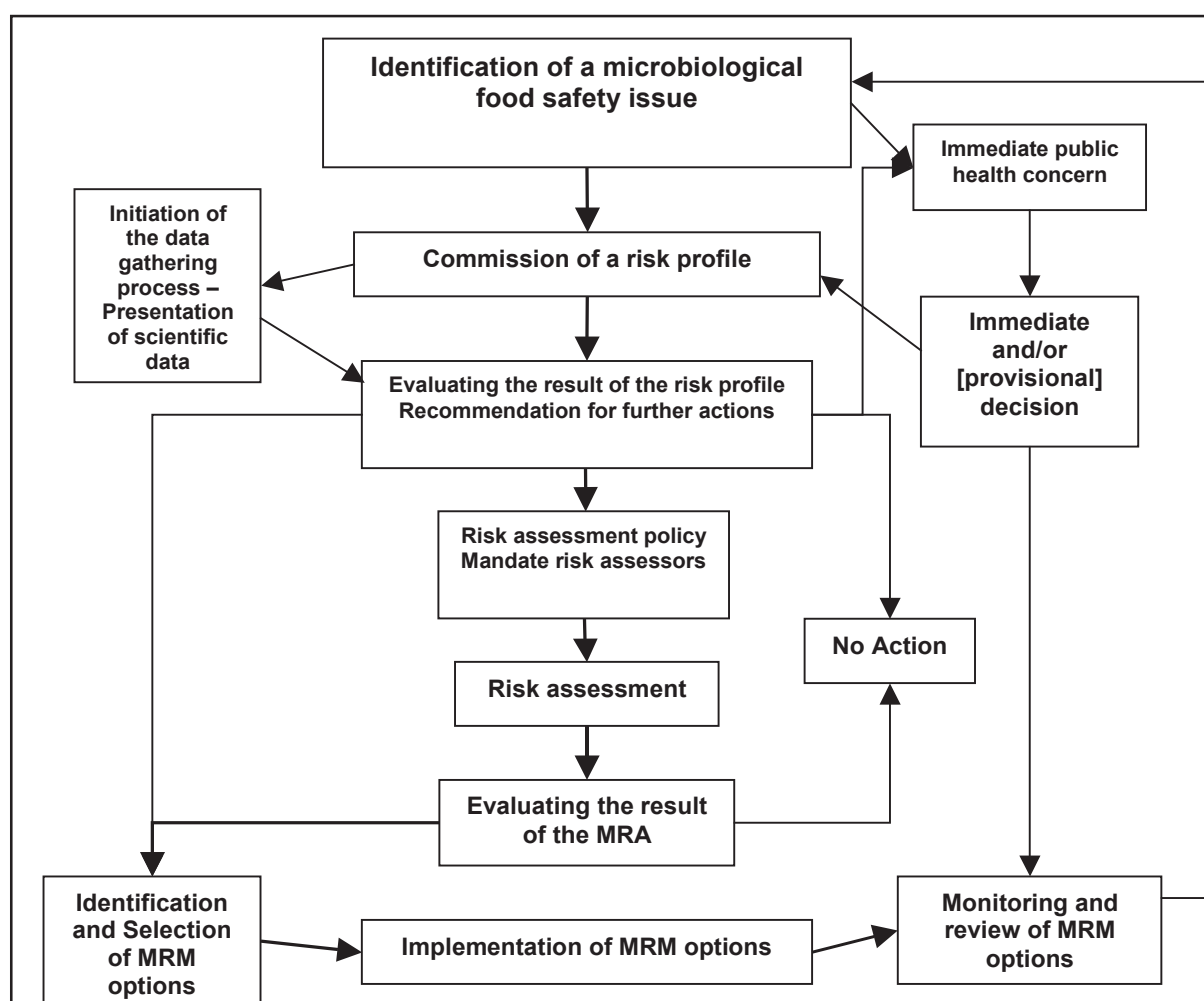 Identification of a microbiological
food safety issue
Immediate public
health concern
Initiation of
the data
gathering
process –
Presentation
of scientific
data
Commission of a risk profile
Immediate
and/or
[provisional]
decision
Evaluating the result of the risk profile
Recommendation for further actions
Risk assessment policy
Mandate risk assessors
No Action
Risk assessment
Evaluating the result
of the MRA
Identification
and Selection
of MRM
options
Implementation of MRM options
Monitoring and
review of MRM
options